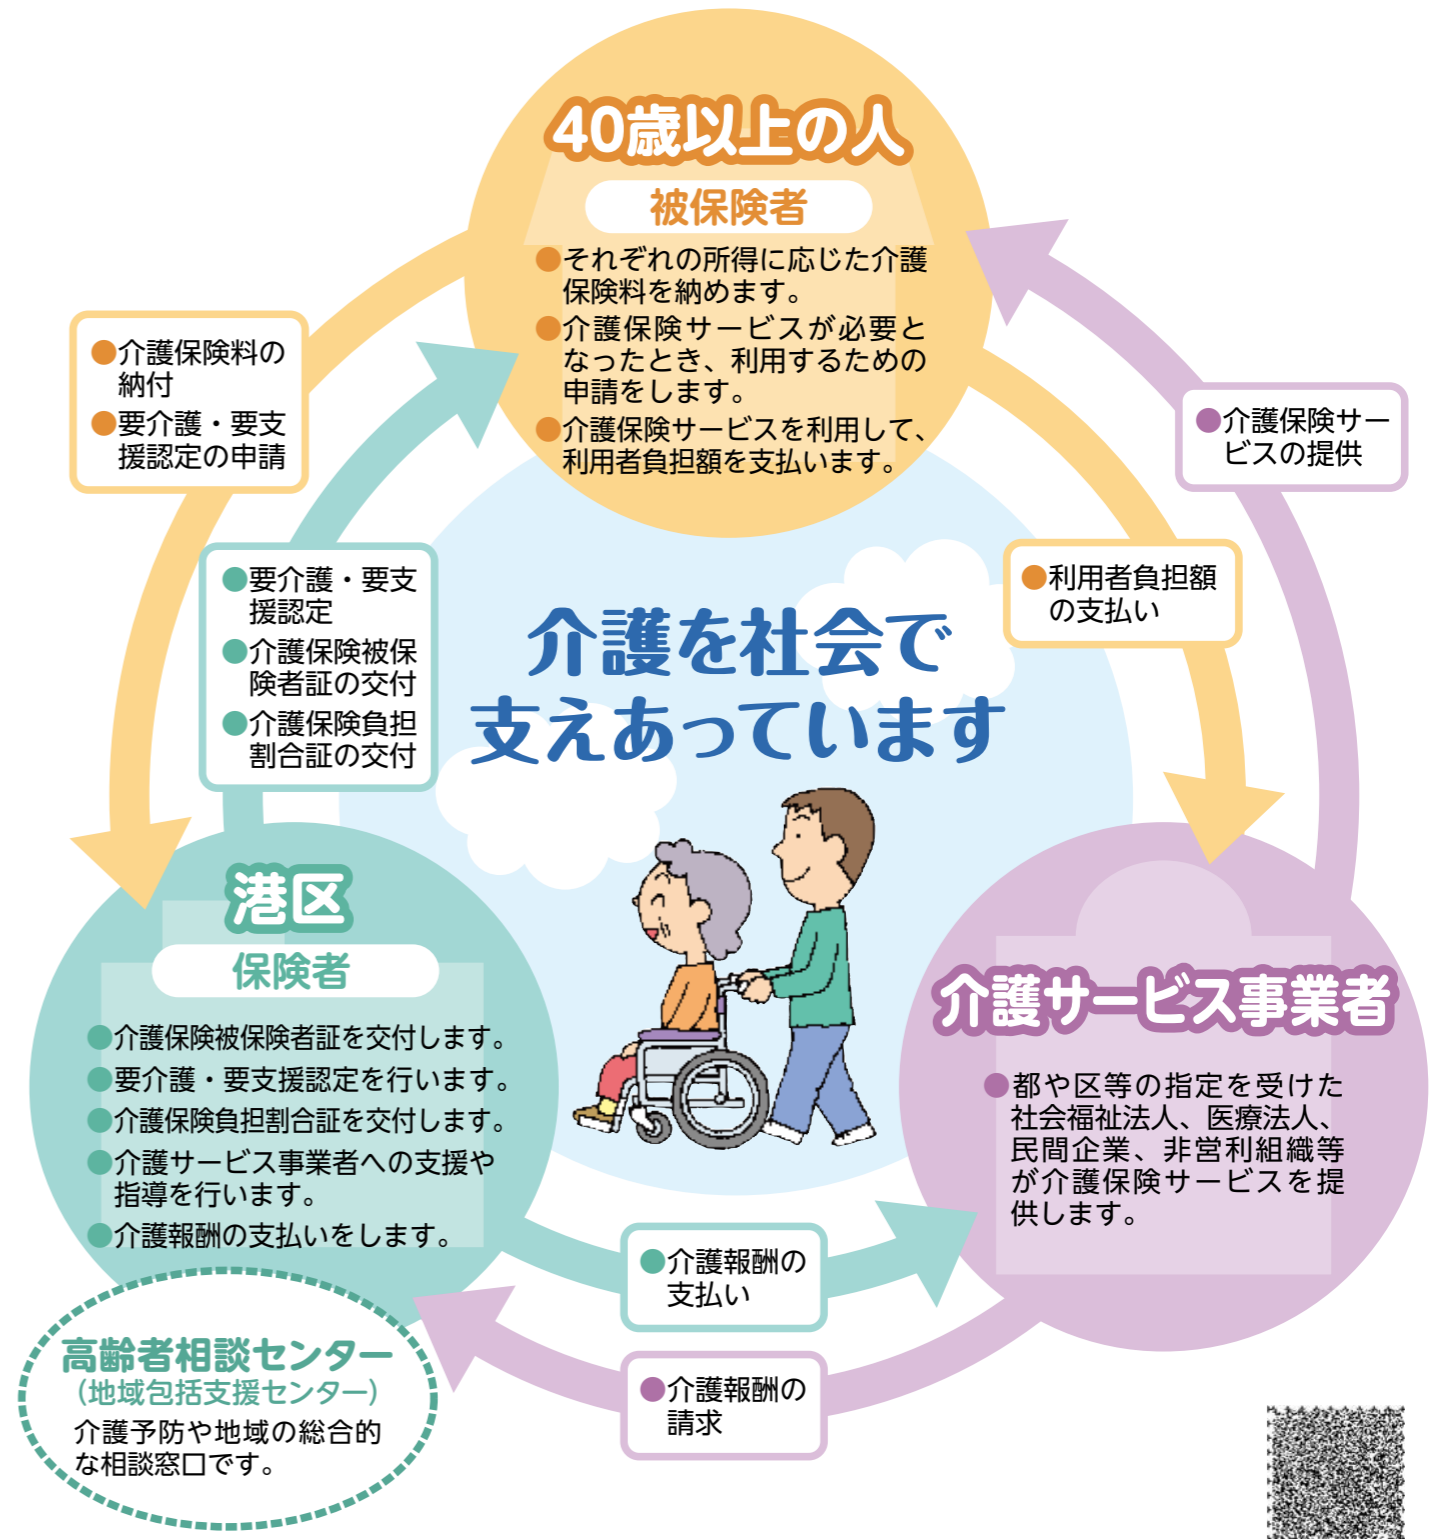 40歳以上の人
被保険者
●それぞれの所得に応じた介護
保険料を納めます。
●介護保険サービスが必要と
なったとき、利用するための
申請をします。
●介護保険サービスを利用して、
利用者負担額を支払います。
●介護保険料の
納付
●要介護・要支
援認定の申請
●要介護・要支
援認定
●介護保険被保
険者証の交付
●介護保険負担
割合証の交付
●介護保険サー
ビスの提供
●利用者負担額
の支払い
介護を社会で
支えあっています
港区
保険者
●介護保険被保険者証を交付します。
●要介護・要支援認定を行います。
●介護保険負担割合証を交付します。
●介護サービス事業者への支援や
指導を行います。
●介護報酬の支払いをします。
介護サービス事業者
●都や区等の指定を受けた
社会福祉法人、医療法人、
民間企業、非営利組織等
が介護保険サービスを提
供します。
●介護報酬の
支払い
●介護報酬の
請求
高齢者相談センター
(地域包括支援センター)
介護予防や地域の総合的
な相談窓口です。